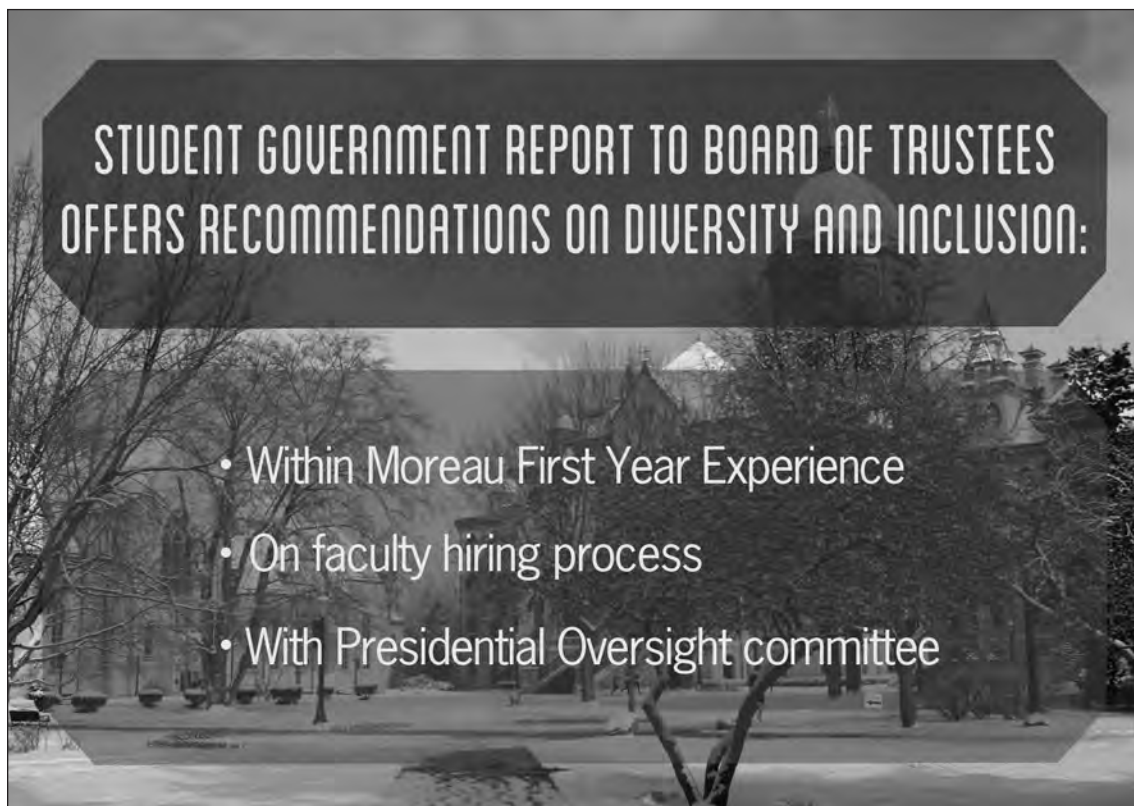 STUDENT GOVERNMENT REPORT TO BOARD OF TRUSTEES
OFFERS RECOMMENDATIONS ON DIVERSITY AND INCLUSION:
• Within Moreau First Year Experience
• On faculty hiring process
• With Presidential Oversight committee